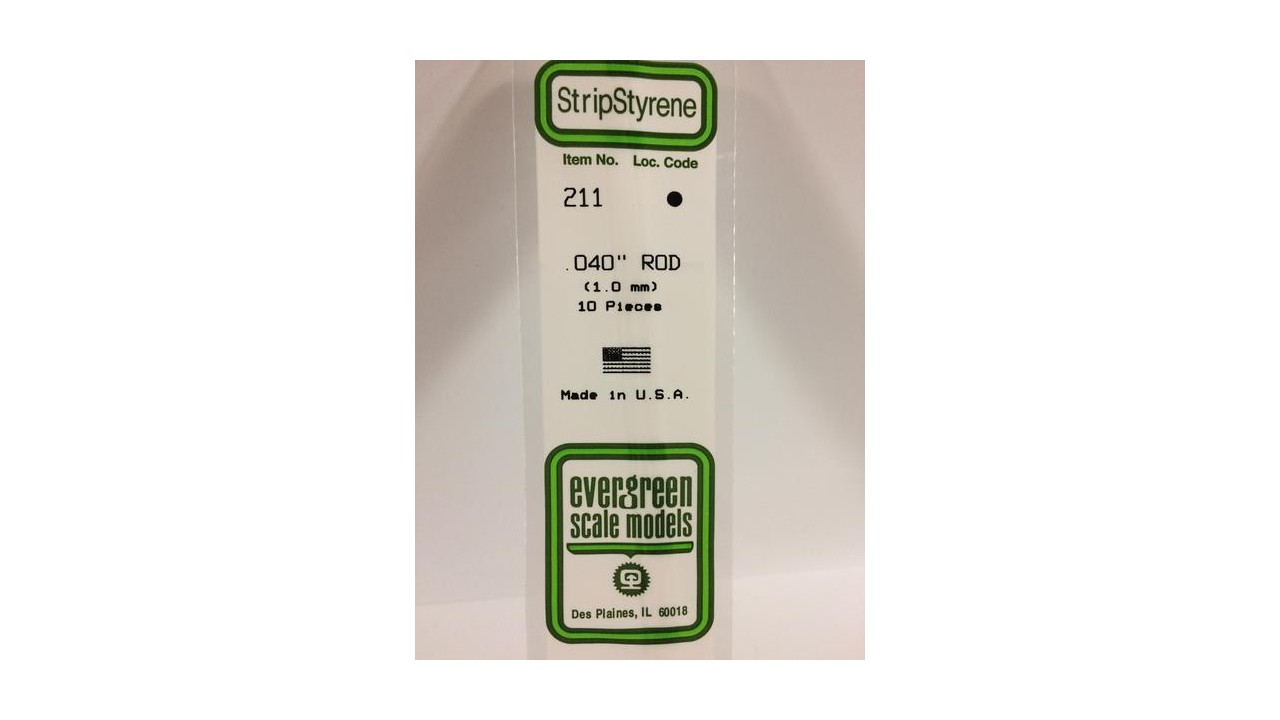 StripStyrene
Item No. Loc. Code
211 ●
.040" ROD
(1.0 mm)
10 Pieces
Made in U.S.A.
evergreen
scale models
Des Plaines, IL 60018